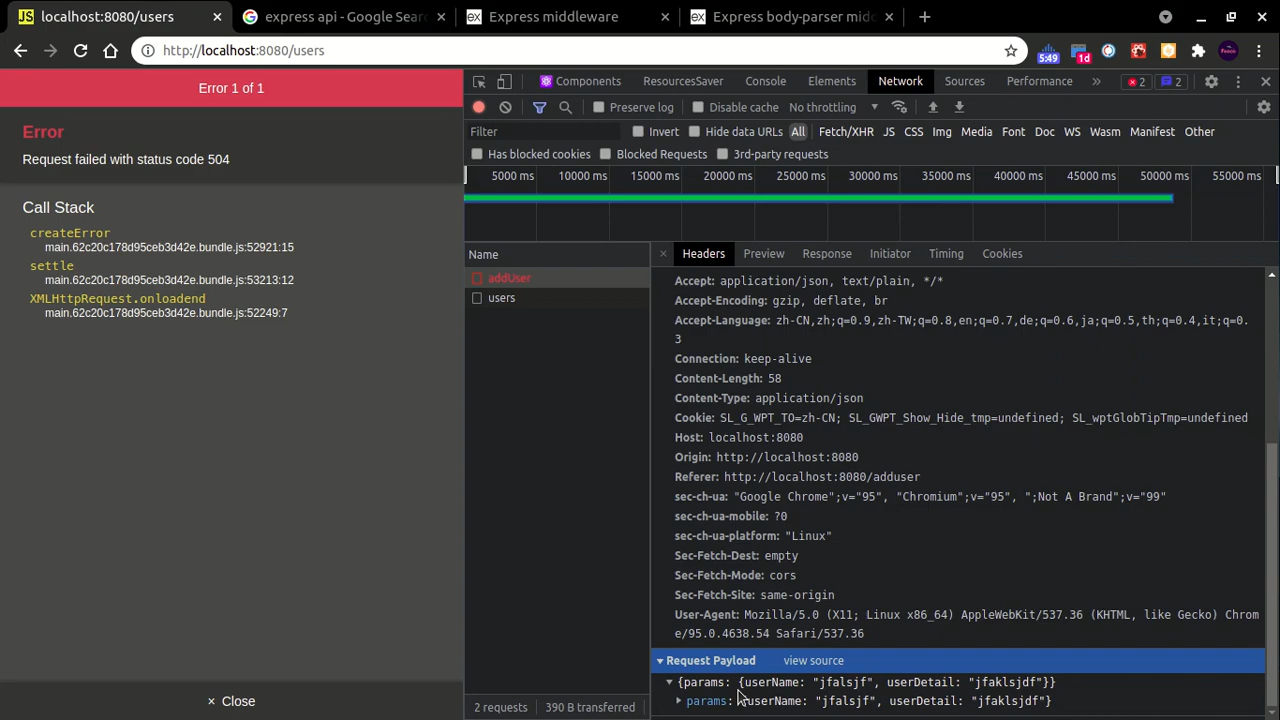 localhost:8080/users
express api - Google Sear
Express middleware
Express body-parser mid
http://localhost:8080/users
5:49
1d
Error 1 of 1
Error
Request failed with status code 504
Call Stack
createError
main.62c20c178d95ceb3d42e.bundle.js:52921:15
settle
main.62c20c178d95ceb3d42e.bundle.js:53213:12
XMLHttpRequest.onloadend
main.62c20c178d95ceb3d42e.bundle.js:52249:7
× Close
Components ResourcesSaver Console Elements Network Sources Performance » 2 2
Preserve log Disable cache No throttling
Filter Invert Hide data URLs All Fetch/XHR JS CSS Img Media Font Doc WS Wasm Manifest Other
Has blocked cookies Blocked Requests 3rd-party requests
5000 ms 10000 ms 15000 ms 20000 ms 25000 ms 30000 ms 35000 ms 40000 ms 45000 ms 50000 ms 55000 ms
Name
addUser
users
2 requests 390 B transferred
× Headers Preview Response Initiator Timing Cookies
Accept: application/json, text/plain, */*
Accept-Encoding: gzip, deflate, br
Accept-Language: zh-CN,zh;q=0.9,zh-TW;q=0.8,en;q=0.7,de;q=0.6,ja;q=0.5,th;q=0.4,it;q=0.
3
Connection: keep-alive
Content-Length: 58
Content-Type: application/json
Cookie: SL_G_WPT_TO=zh-CN; SL_GWPT_Show_Hide_tmp=undefined; SL_wptGlobTipTmp=undefined
Host: localhost:8080
Origin: http://localhost:8080
Referer: http://localhost:8080/adduser
sec-ch-ua: "Google Chrome";v="95", "Chromium";v="95", ";Not A Brand";v="99"
sec-ch-ua-mobile: ?0
sec-ch-ua-platform: "Linux"
Sec-Fetch-Dest: empty
Sec-Fetch-Mode: cors
Sec-Fetch-Site: same-origin
User-Agent: Mozilla/5.0 (X11; Linux x86_64) AppleWebKit/537.36 (KHTML, like Gecko) Chrom
e/95.0.4638.54 Safari/537.36
Request Payload view source
{params: {userName: "jfalsjf", userDetail: "jfaklsjdf"}}
params: {userName: "jfalsjf", userDetail: "jfaklsjdf"}